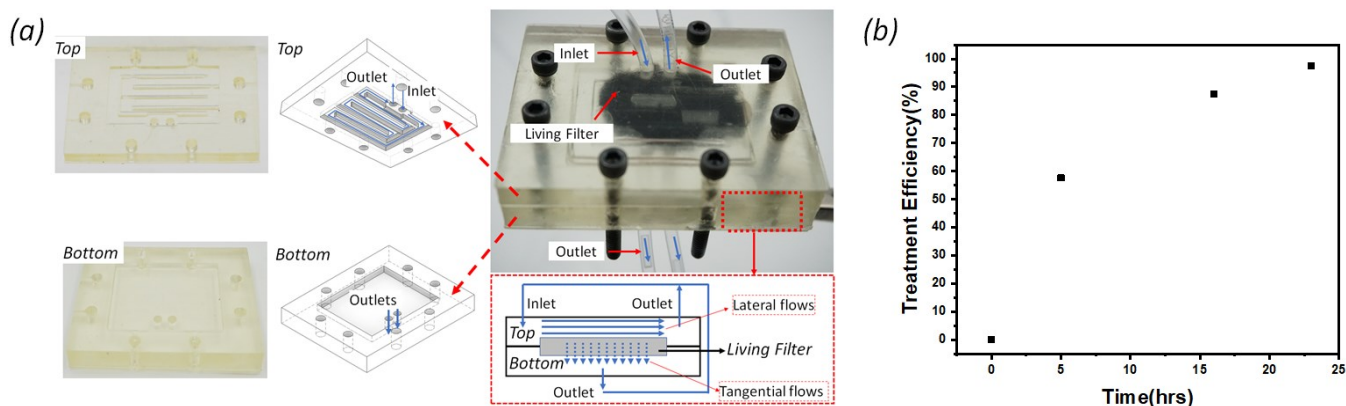 (a)
Top
Top
Outlet
Inlet
Bottom
Bottom
Outlets
Inlet
Outlet
Living Filter
Outlet
Inlet
Outlet
Lateral flows
Top
Living Filter
Bottom
Outlet
Tangential flows
(b)
Treatment Efficiency(%)
100
90
80
70
60
50
40
30
20
10
0
0
5
10
15
20
25
Time(hrs)